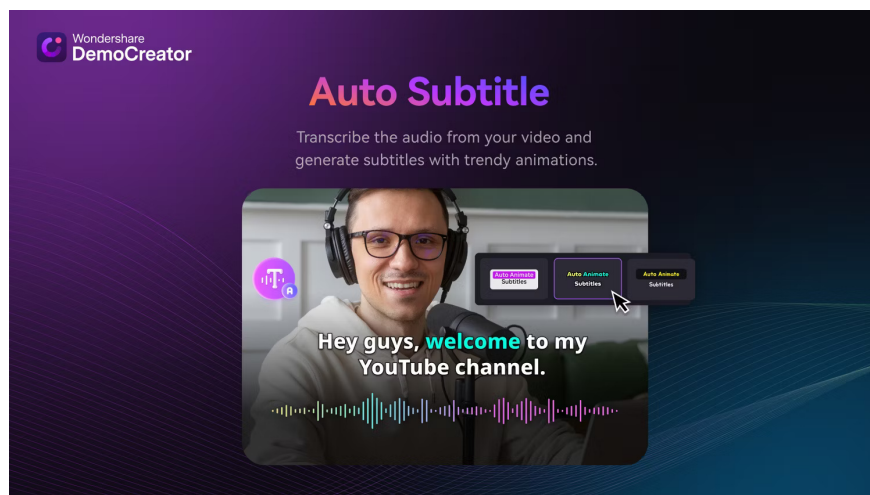 Wondershare
DemoCreator
Auto Subtitle
Transcribe the audio from your video and
generate subtitles with trendy animations.
T
A
Auto Animate
Subtitles
Auto Animate
Subtitles
Auto Animate
Subtitles
Hey guys, welcome to my
YouTube channel.